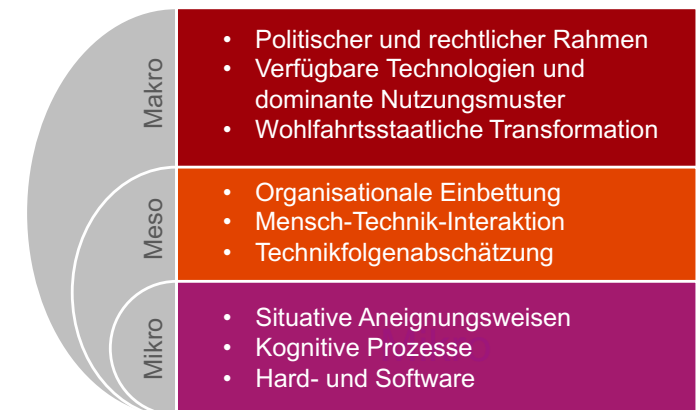 Makro
• Politischer und rechtlicher Rahmen
• Verfügbare Technologien und
dominante Nutzungsmuster
• Wohlfahrtsstaatliche Transformation
Meso
• Organisationale Einbettung
• Mensch-Technik-Interaktion
• Technikfolgenabschätzung
Mikro
• Situative Aneignungsweisen
• Kognitive Prozesse
• Hard- und Software